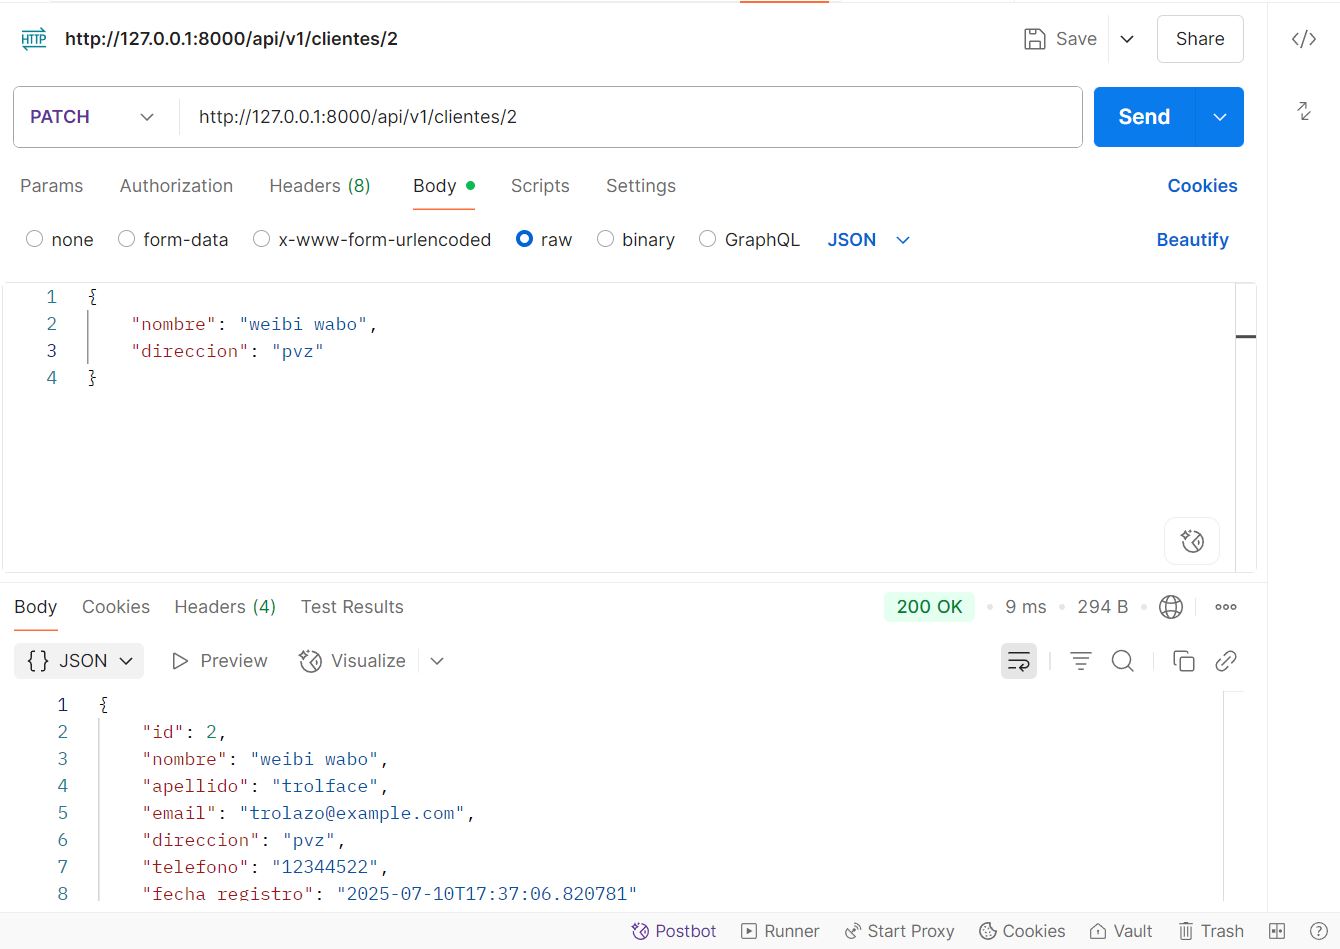 HTTP http://127.0.0.1:8000/api/v1/clientes/2 Save Share
PATCH http://127.0.0.1:8000/api/v1/clientes/2 Send
Params Authorization Headers (8) Body Scripts Settings Cookies
none form-data x-www-form-urlencoded raw binary GraphQL JSON Beautify
1 {
2 "nombre": "weibi wabo",
3 "direccion": "pvz"
4 }
Body Cookies Headers (4) Test Results 200 OK 9 ms 294 B
{} JSON Preview Visualize
1 {
2 "id": 2,
3 "nombre": "weibi wabo",
4 "apellido": "trolface",
5 "email": "trolazo@example.com",
6 "direccion": "pvz",
7 "telefono": "12344522",
8 "fecha_registro": "2025-07-10T17:37:06.820781"
Postbot Runner Start Proxy Cookies Vault Trash